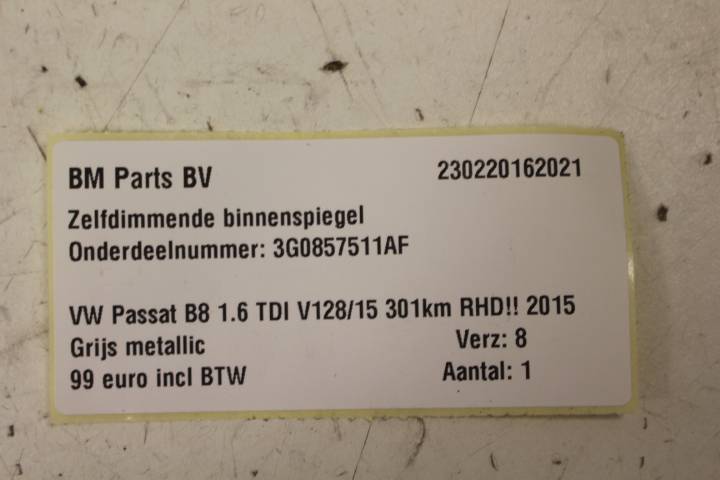 BM Parts BV 230220162021
Zelfdimmende binnenspiegel
Onderdeelnummer: 3G0857511AF
VW Passat B8 1.6 TDI V128/15 301km RHD!! 2015
Grijs metallic Verz: 8
99 euro incl BTW Aantal: 1